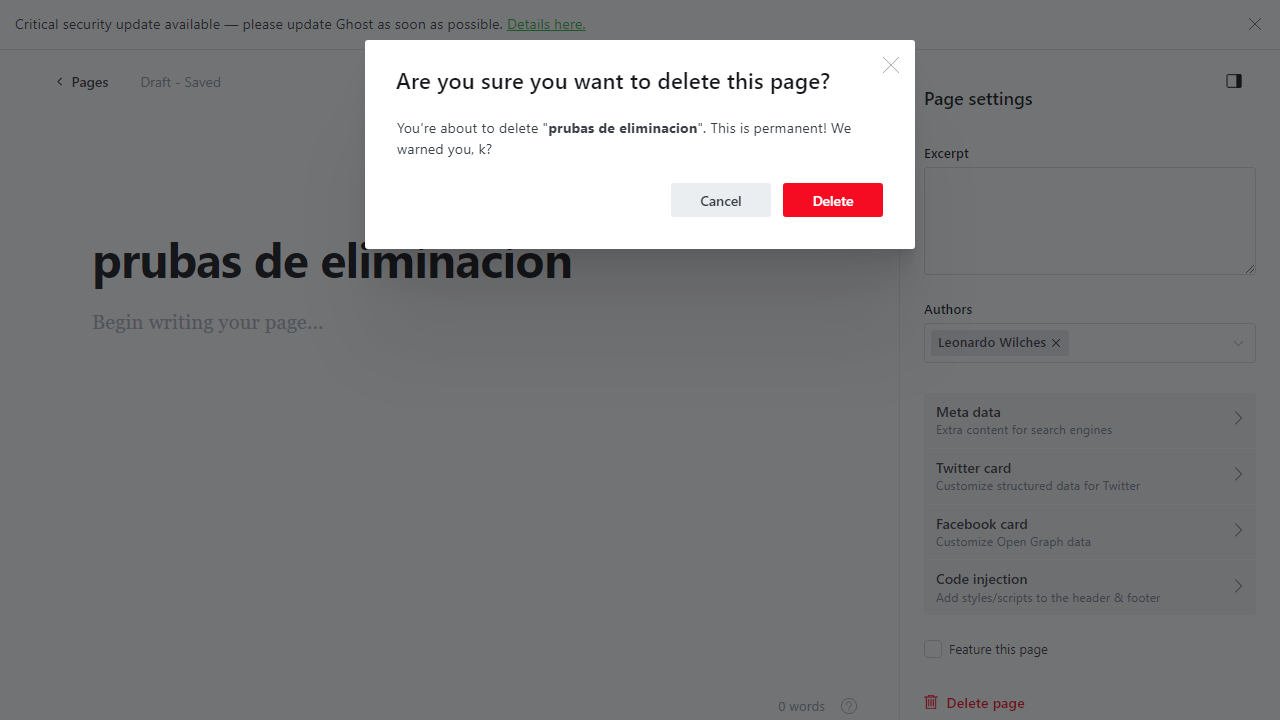 Critical security update available — please update Ghost as soon as possible. Details here.
Are you sure you want to delete this page?
You're about to delete "prubas de eliminacion". This is permanent! We
warned you, k?
Cancel
Delete
Pages
Draft - Saved
prubas de eliminacion
Begin writing your page...
0 words
?
Page settings
Excerpt
Authors
Leonardo Wilches
Meta data
Extra content for search engines
Twitter card
Customize structured data for Twitter
Facebook card
Customize Open Graph data
Code injection
Add styles/scripts to the header & footer
Feature this page
Delete page